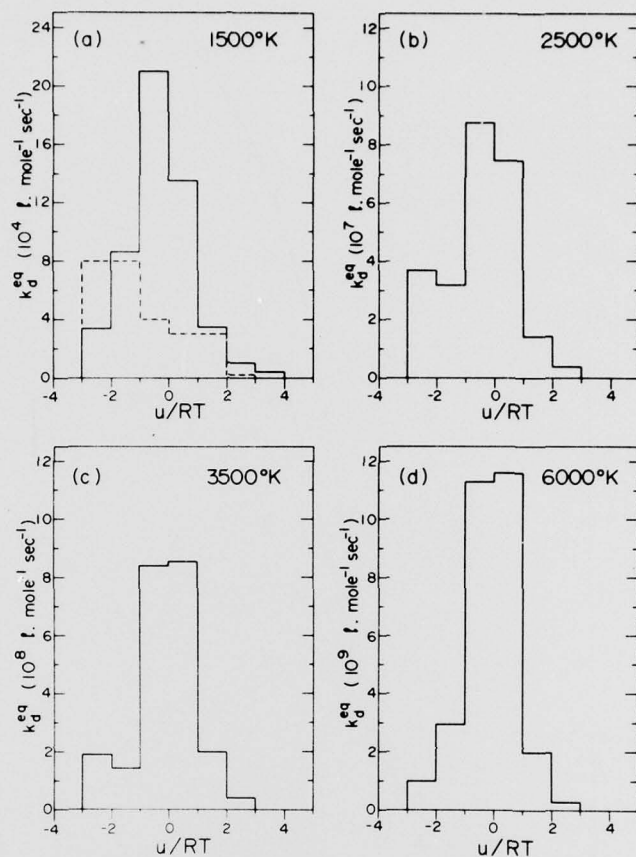 (a) 1500°K
24
20
16
12
8
4
0
k_d^eq (10^4 ℓ. mole^-1 sec^-1)
-4 -2 0 2 4
u/RT
(b) 2500°K
12
10
8
6
4
2
0
k_d^eq (10^7 ℓ. mole^-1 sec^-1)
-4 -2 0 2 4
u/RT
(c) 3500°K
12
10
8
6
4
2
0
k_d^eq (10^8 ℓ. mole^-1 sec^-1)
-4 -2 0 2 4
u/RT
(d) 6000°K
12
10
8
6
4
2
0
k_d^eq (10^9 ℓ. mole^-1 sec^-1)
-4 -2 0 2 4
u/RT